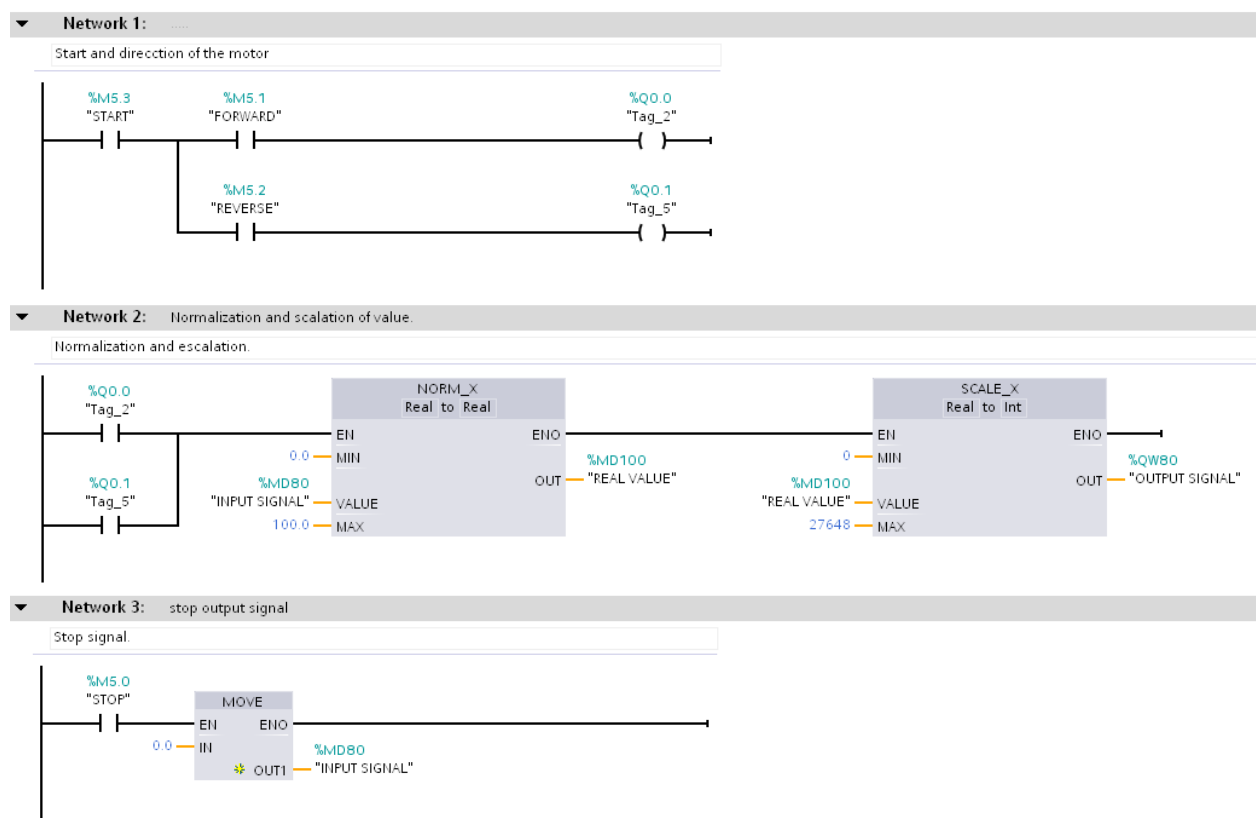 Network 1: .....
Start and direcction of the motor
%M5.3 %M5.1 %Q0.0
"START" "FORWARD" "Tag_2"
%M5.2 %Q0.1
"REVERSE" "Tag_5"
Network 2: Normalization and scalation of value.
Normalization and escalation.
%Q0.0 NORM_X SCALE_X
"Tag_2" Real to Real Real to Int
EN ENO EN ENO
0.0 MIN %MD100 0 MIN %QW80
%Q0.1 %MD80 OUT "REAL VALUE" %MD100 OUT "OUTPUT SIGNAL"
"Tag_5" "INPUT SIGNAL" VALUE "REAL VALUE" VALUE
100.0 MAX 27648 MAX
Network 3: stop output signal
Stop signal.
%M5.0
"STOP" MOVE
EN ENO
0.0 IN %MD80
OUT1 "INPUT SIGNAL"